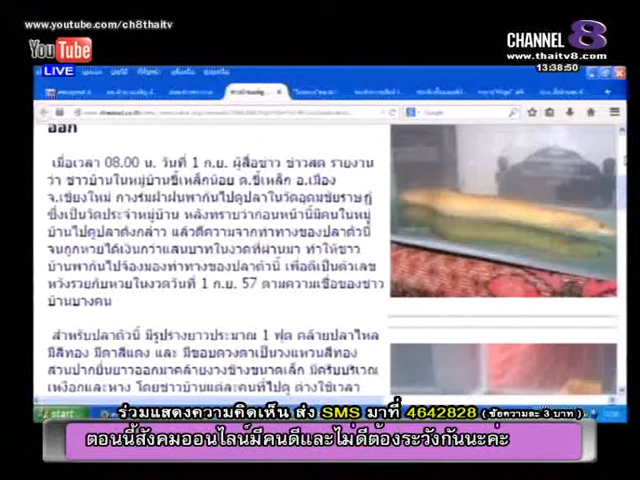 www.youtube.com/ch8thaitv
YouTube
LIVE
CHANNEL 8
www.thaitv8.com
13:38:50
ออก
เมื่อเวลา 08.00 น. วันที่ 1 ก.ย. ผู้สื่อข่าว ข่าวสด รายงาน
ว่า ชาวบ้านในหมู่บ้านขี้เหล็กน้อย ต.ขี้เหล็ก อ.เมือง
จ.เชียงใหม่ กางร่มฝ่าฝนพากันไปดูปลาในวัดอุดมชัยราษฎร์
ซึ่งเป็นวัดประจำหมู่บ้าน หลังทราบว่าก่อนหน้านี้มีคนในหมู่
บ้านไปดูปลาดังกล่าว แล้วตีความจากท่าทางของปลาตัวนี้
จนถูกหวยได้เงินกว่าแสนบาทในงวดที่ผ่านมา ทำให้ชาว
บ้านพากันไปจ้องมองท่าทางของปลาตัวนี้ เพื่อตีเป็นตัวเลข
หวังรวยกับหวยในงวดวันที่ 1 ก.ย. 57 ตามความเชื่อของชาว
บ้านบางคน
สำหรับปลาตัวนี้ มีรูปร่างยาวประมาณ 1 ฟุต คล้ายปลาไหล
มีสีทอง มีตาสีแดง และ มีขอบดวงตาเป็นวงแหวนสีทอง
ส่วนปากยื่นยาวออกมาคล้ายงวงช้างขนาดเล็ก มีครีบบริเวณ
เหงือกและหาง โดยชาวบ้านแต่ละคนที่ไปดู ต่างใช้เวลา
start
ร่วมแสดงความคิดเห็น ส่ง SMS มาที่ 4642828 (ข้อความละ 3 บาท)
ตอนนี้สังคมออนไลน์มีคนดีและไม่ดีต้องระวังกันนะค่ะ